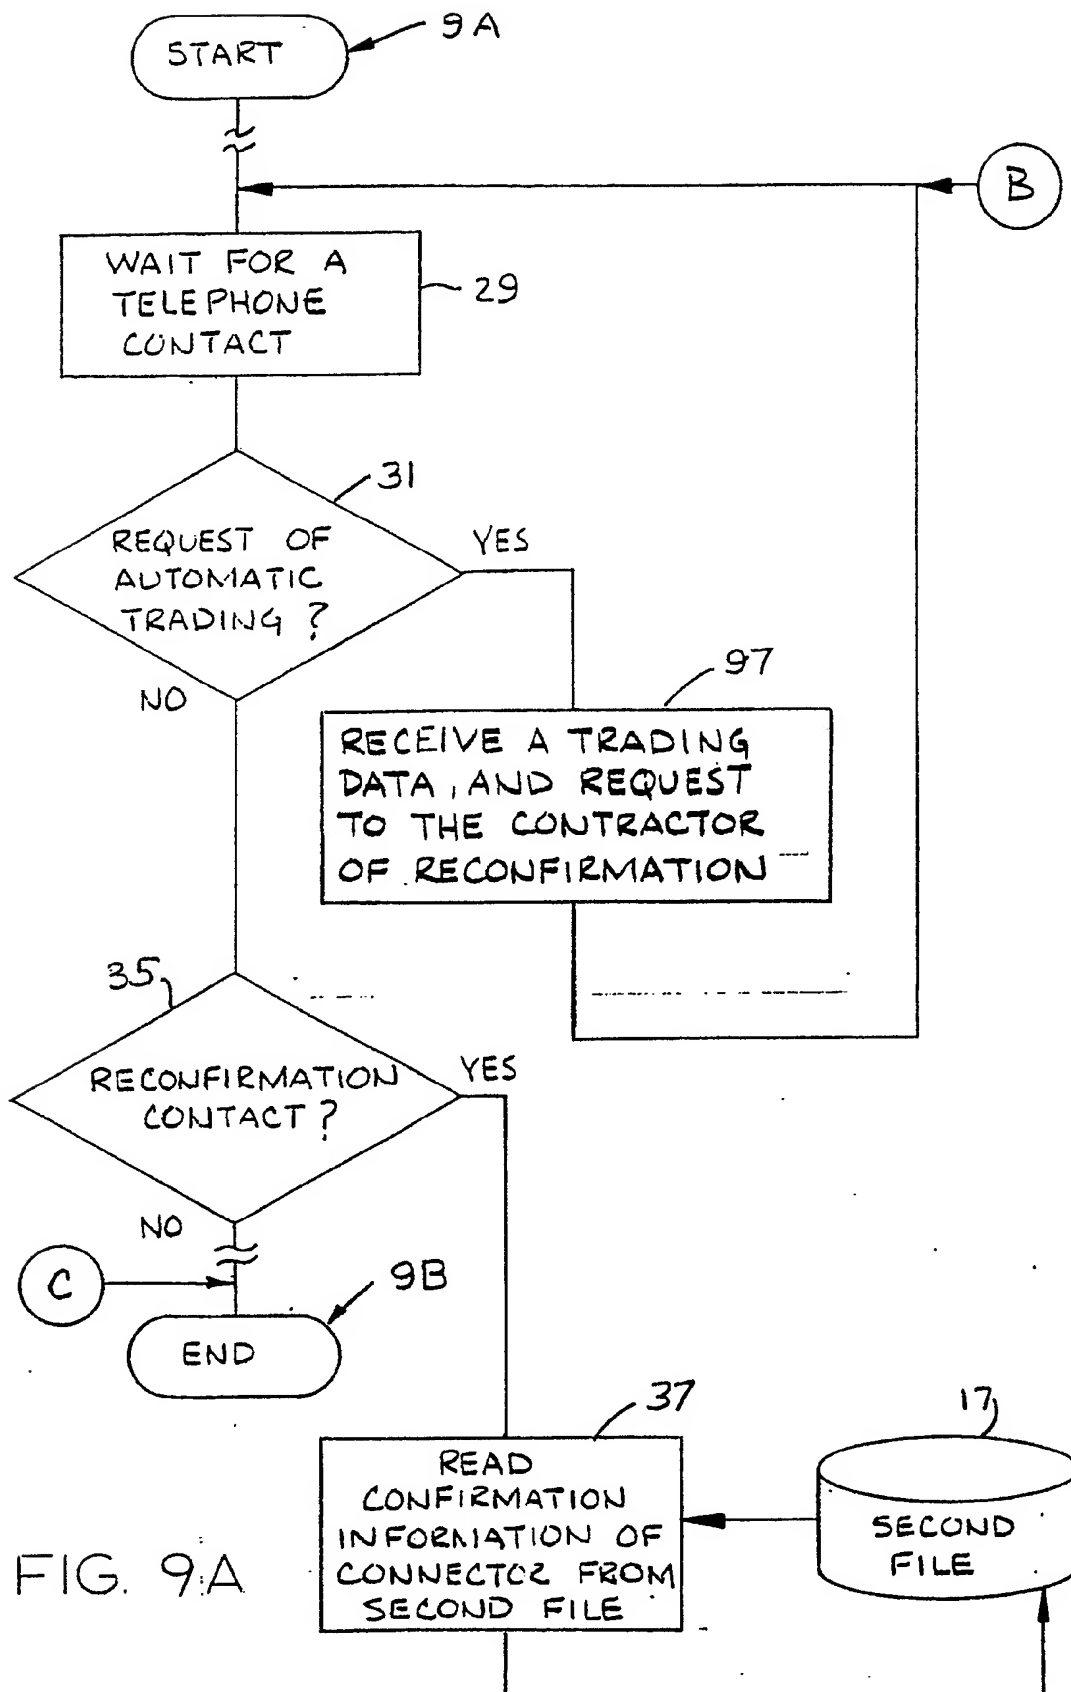 9A
START
B
WAIT FOR A
TELEPHONE
CONTACT
29
31
REQUEST OF
AUTOMATIC
TRADING?
YES
NO
97
RECEIVE A TRADING
DATA, AND REQUEST
TO THE CONTRACTOR
OF RECONFIRMATION
35
RECONFIRMATION
CONTACT?
YES
NO
C
9B
END
37
17
READ
CONFIRMATION
INFORMATION OF
CONNECTOR FROM
SECOND FILE
SECOND
FILE
FIG. 9A